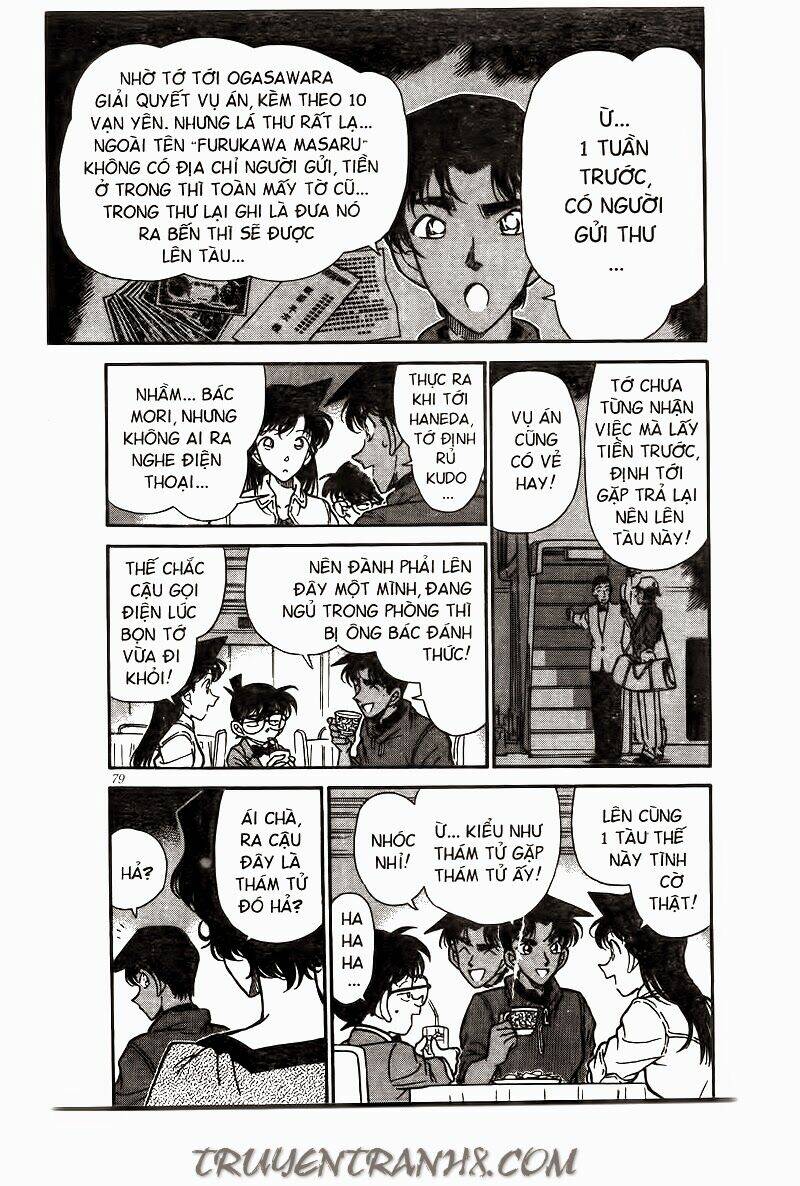 Ừ...
1 TUẦN
TRƯỚC,
CÓ NGƯỜI
GỬI THƯ
...
NHỜ TỚ TỚI OGASAWARA
GIẢI QUYẾT VỤ ÁN, KÈM THEO 10
VẠN YÊN. NHƯNG LÁ THƯ RẤT LẠ...
NGOÀI TÊN "FURUKAWA MASARU"
KHÔNG CÓ ĐỊA CHỈ NGƯỜI GỬI, TIỀN
Ở TRONG THÌ TOÀN MẤY TỜ CŨ...
TRONG THƯ LẠI GHI LÀ ĐƯA NÓ
RA BẾN THÌ SẼ ĐƯỢC
LÊN TÀU...
TỚ CHƯA
TỪNG NHẬN
VIỆC MÀ LẤY
TIỀN TRƯỚC,
ĐỊNH TỚI
GẶP TRẢ LẠI
NÊN LÊN
TÀU NÀY!
VỤ ÁN
CŨNG
CÓ VẺ
HAY!
THỰC RA
KHI TỚI
HANEDA,
TỚ ĐỊNH
RỦ
KUDO
...
NHẦM... BÁC
MORI, NHƯNG
KHÔNG AI RA
NGHE ĐIỆN
THOẠI...
NÊN ĐÀNH PHẢI LÊN
ĐÂY MỘT MÌNH, ĐANG
NGỦ TRONG PHÒNG THÌ
BỊ ÔNG BÁC ĐÁNH
THỨC!
THẾ CHẮC
CẬU GỌI
ĐIỆN LÚC
BỌN TỚ
VỪA ĐI
KHỎI!
79
LÊN CÙNG
1 TÀU THẾ
NÀY TÌNH
CỜ
THẬT!
Ừ... KIỂU NHƯ
THÁM TỬ GẶP
THÁM TỬ ẤY!
NHÓC
NHỈ!
HA
HA
HA
...
ÁI CHÀ,
RA CẬU
ĐÂY LÀ
THÁM TỬ
ĐÓ HẢ?
HẢ?
TRUYENTRANH8.COM